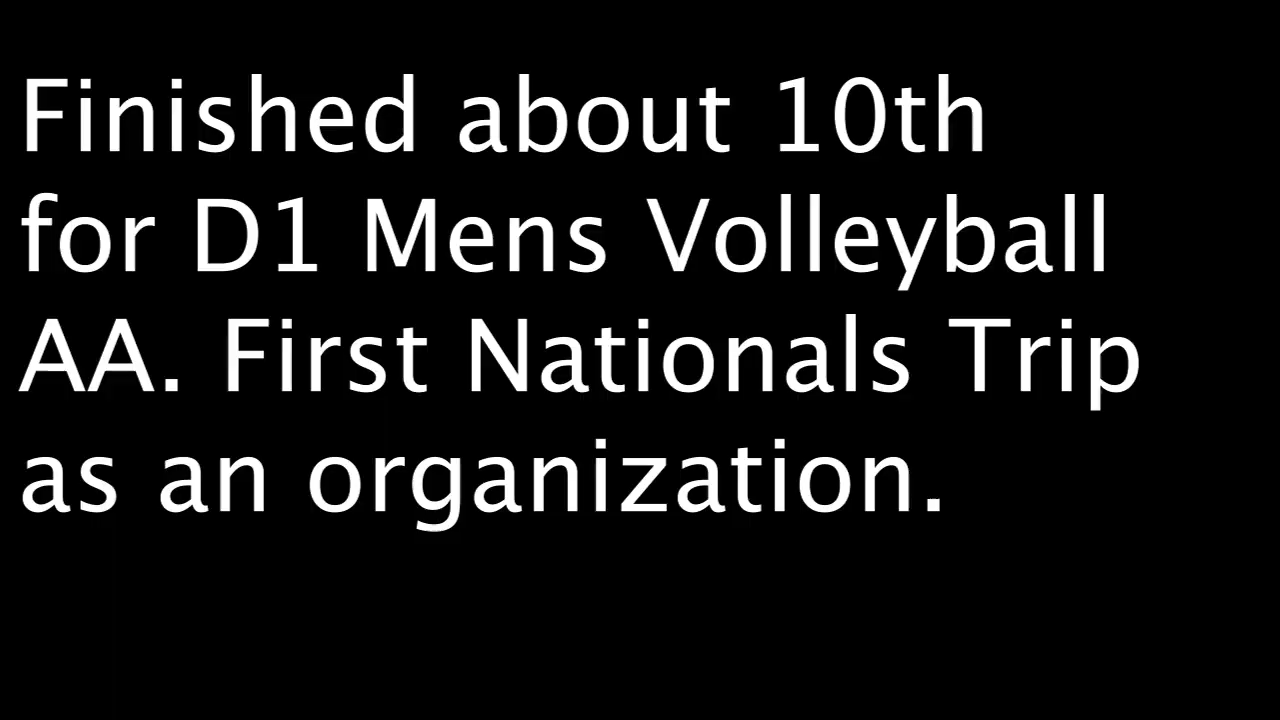 Finished about 10th
for D1 Mens Volleyball
AA. First Nationals Trip
as an organization.